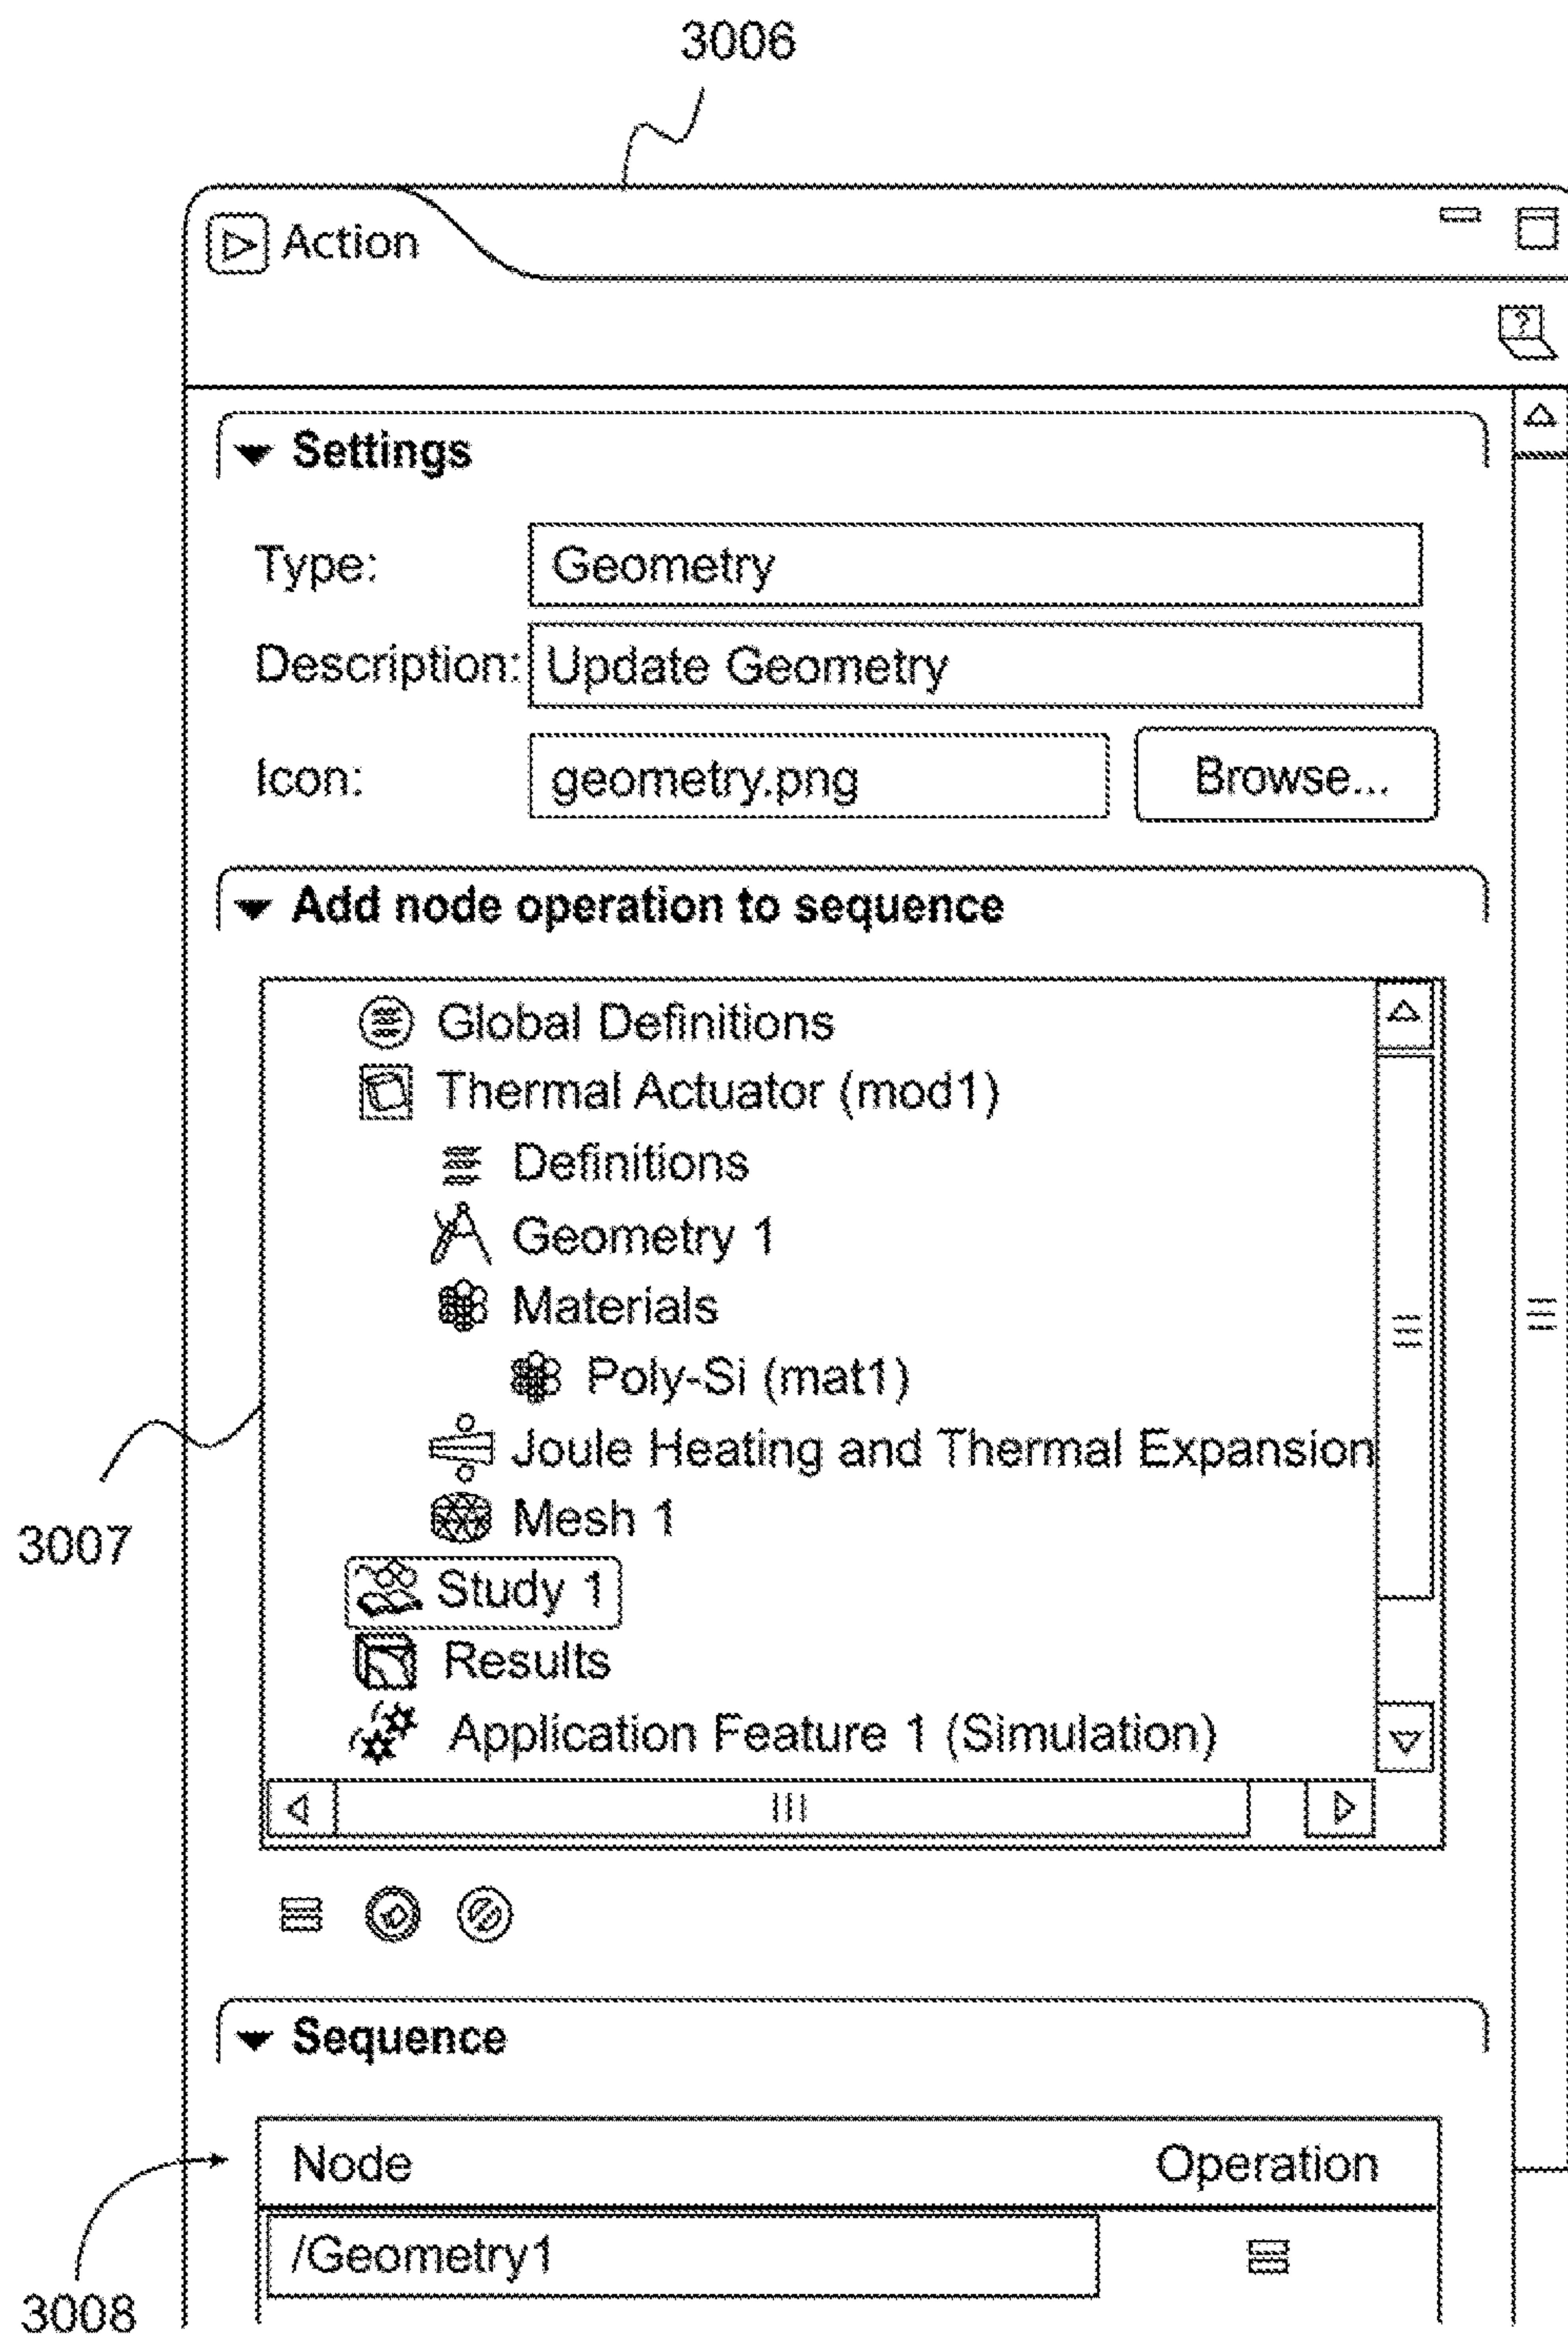 3006
Action
?
Settings
Type: Geometry
Description: Update Geometry
Icon: geometry.png Browse...
Add node operation to sequence
Global Definitions
Thermal Actuator (mod1)
Definitions
Geometry 1
Materials
Poly-Si (mat1)
Joule Heating and Thermal Expansion
Mesh 1
3007
Study 1
Results
Application Feature 1 (Simulation)
Sequence
Node Operation
/Geometry1
3008